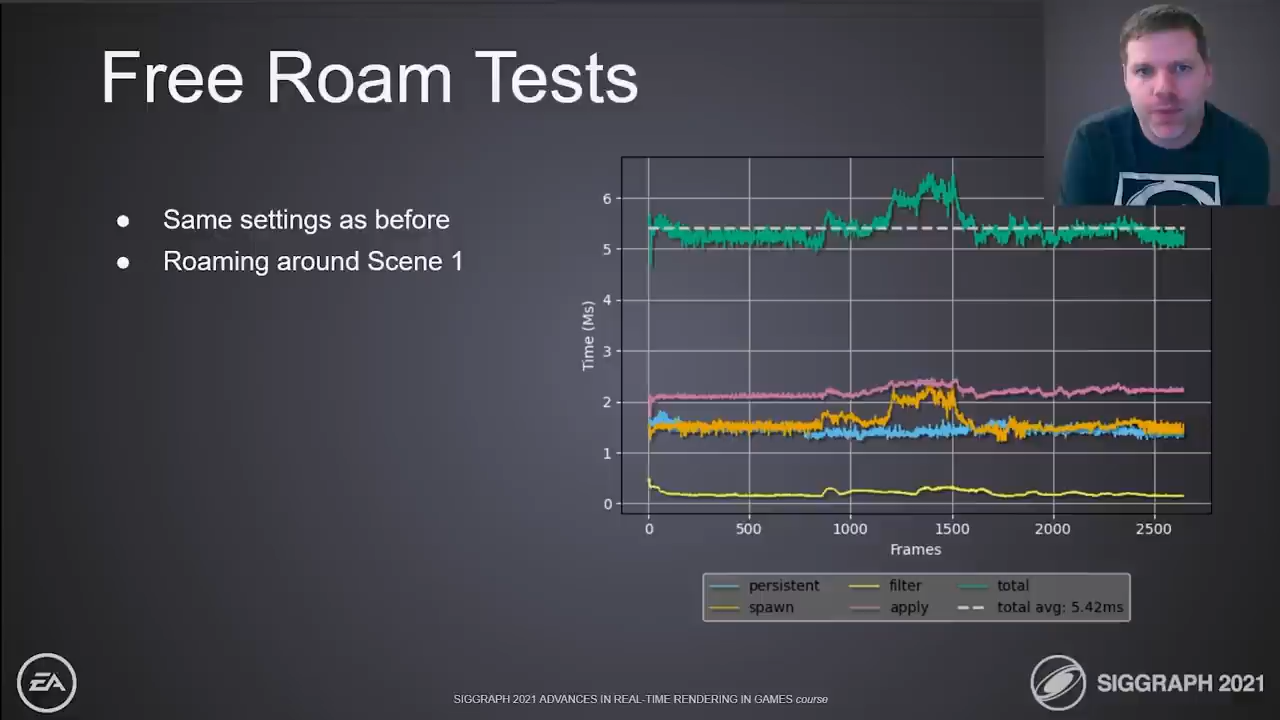 Free Roam Tests
● Same settings as before
● Roaming around Scene 1
Time (Ms)
6
5
4
3
2
1
0
0 500 1000 1500 2000 2500
Frames
persistent filter total
spawn apply total avg: 5.42ms
EA
SIGGRAPH 2021 ADVANCES IN REAL-TIME RENDERING IN GAMES course
SIGGRAPH 2021